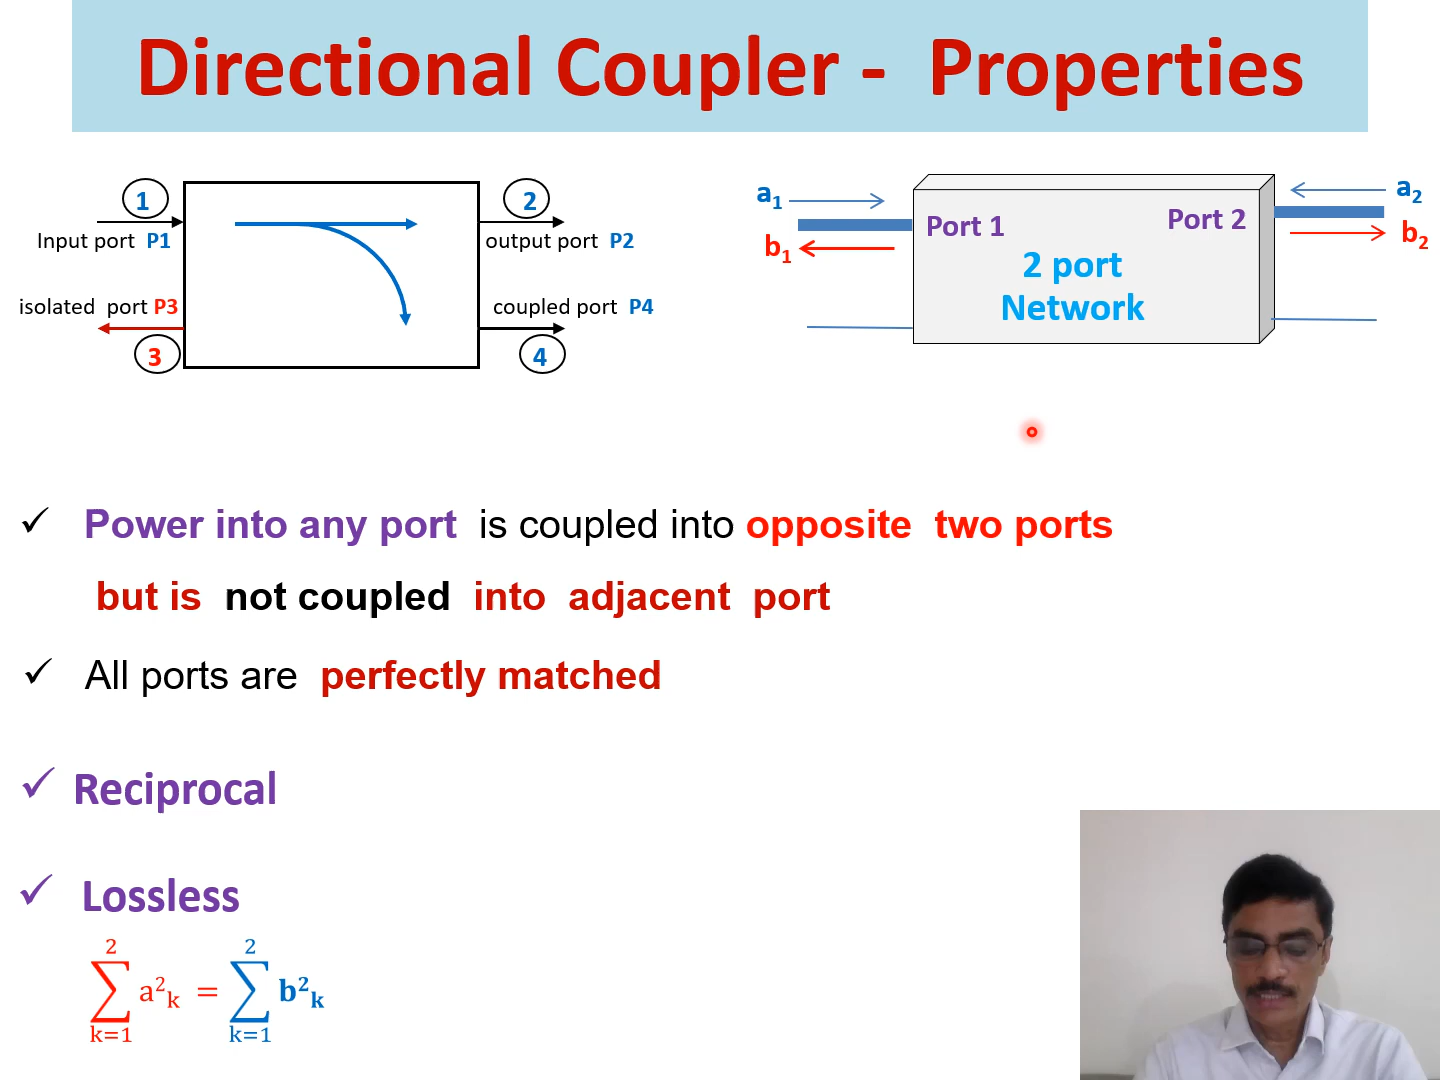 Directional Coupler - Properties
1
2
Input port P1
output port P2
isolated port P3
coupled port P4
3
4
a1
a2
Port 1
Port 2
b1
b2
2 port
Network
✓ Power into any port is coupled into opposite two ports
but is not coupled into adjacent port
✓ All ports are perfectly matched
✓ Reciprocal
✓ Lossless
∑_{k=1}^{2} a²_k = ∑_{k=1}^{2} b²_k